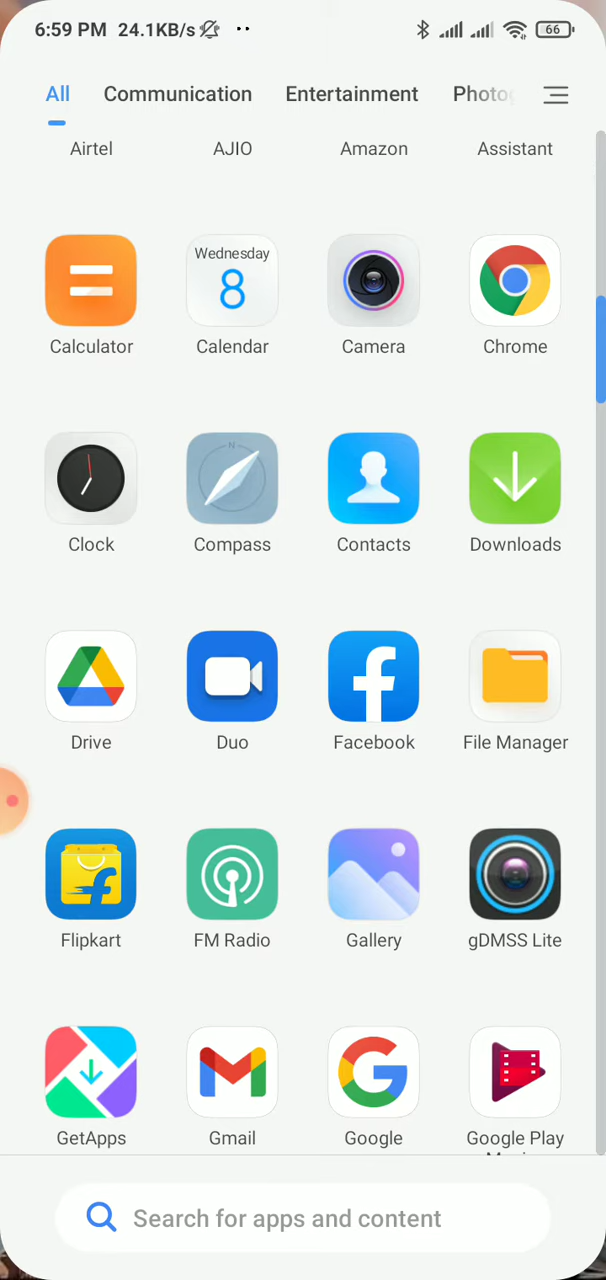 6:59 PM 24.1KB/s 66
All Communication Entertainment Photog
Airtel AJIO Amazon Assistant
Wednesday
8
Calculator Calendar Camera Chrome
N
Clock Compass Contacts Downloads
Drive Duo Facebook File Manager
Flipkart FM Radio Gallery gDMSS Lite
GetApps Gmail Google Google Play
Search for apps and content